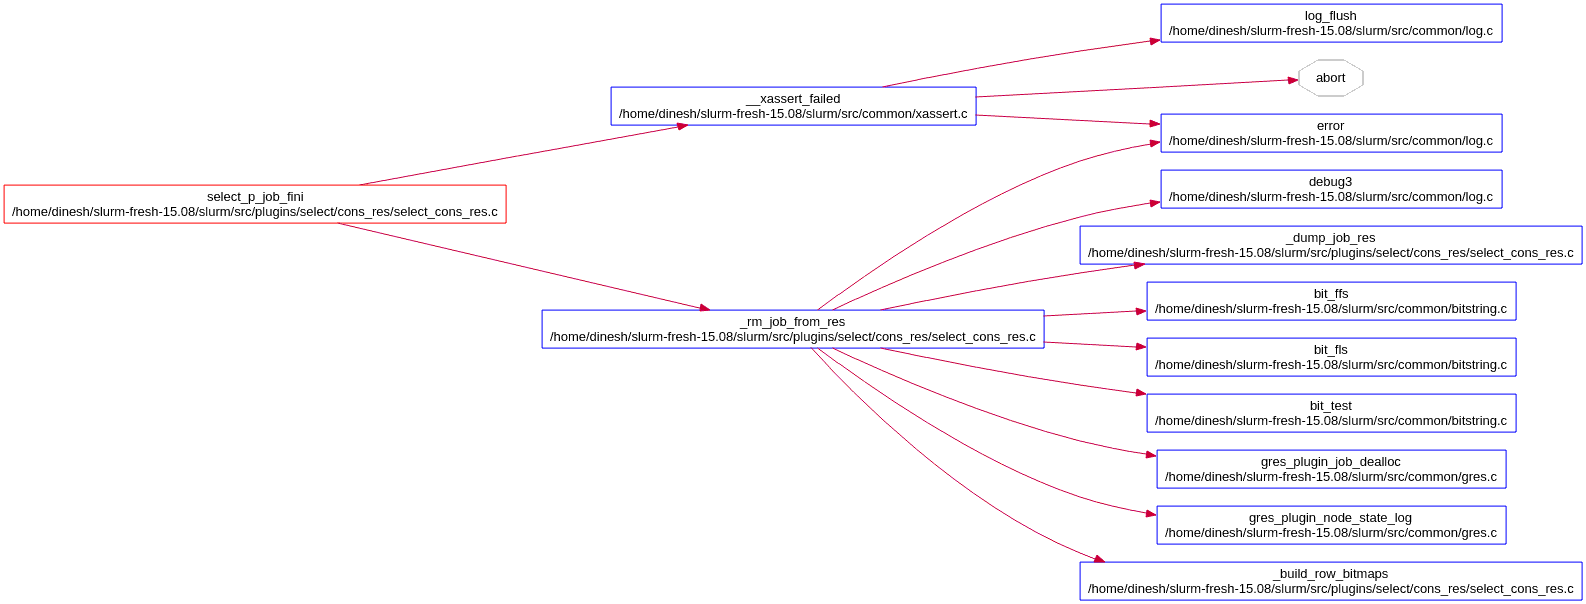 log_flush
/home/dinesh/slurm-fresh-15.08/slurm/src/common/log.c
abort
__xassert_failed
/home/dinesh/slurm-fresh-15.08/slurm/src/common/xassert.c
error
/home/dinesh/slurm-fresh-15.08/slurm/src/common/log.c
debug3
/home/dinesh/slurm-fresh-15.08/slurm/src/common/log.c
select_p_job_fini
/home/dinesh/slurm-fresh-15.08/slurm/src/plugins/select/cons_res/select_cons_res.c
_dump_job_res
/home/dinesh/slurm-fresh-15.08/slurm/src/plugins/select/cons_res/select_cons_res.c
bit_ffs
/home/dinesh/slurm-fresh-15.08/slurm/src/common/bitstring.c
_rm_job_from_res
/home/dinesh/slurm-fresh-15.08/slurm/src/plugins/select/cons_res/select_cons_res.c
bit_fls
/home/dinesh/slurm-fresh-15.08/slurm/src/common/bitstring.c
bit_test
/home/dinesh/slurm-fresh-15.08/slurm/src/common/bitstring.c
gres_plugin_job_dealloc
/home/dinesh/slurm-fresh-15.08/slurm/src/common/gres.c
gres_plugin_node_state_log
/home/dinesh/slurm-fresh-15.08/slurm/src/common/gres.c
_build_row_bitmaps
/home/dinesh/slurm-fresh-15.08/slurm/src/plugins/select/cons_res/select_cons_res.c